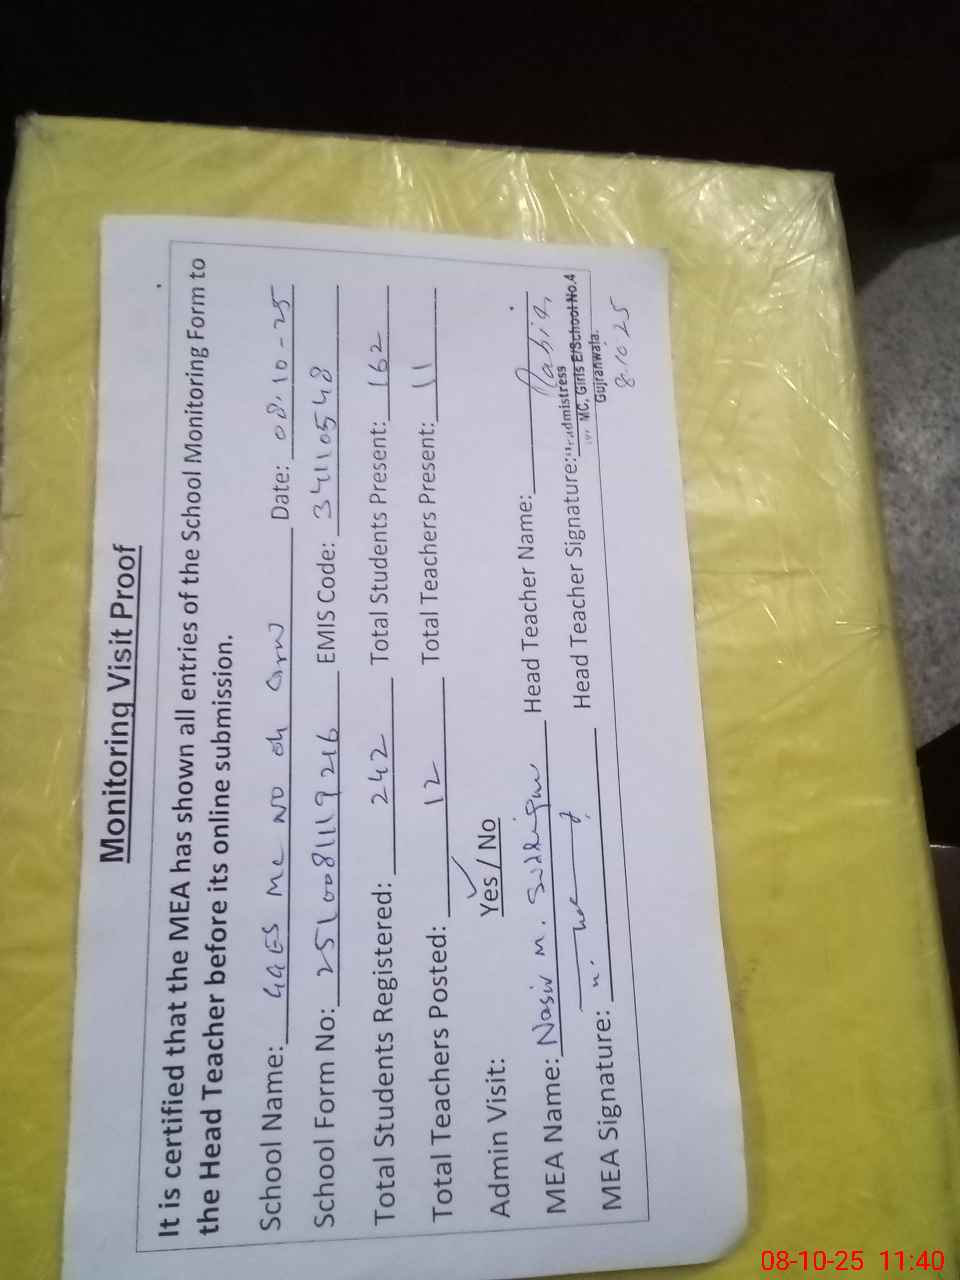 Monitoring Visit Proof
It is certified that the MEA has shown all entries of the School Monitoring Form to
the Head Teacher before its online submission.
School Name: GGES MC NO Date: 08-10-25
School Form No: 2510081119216 EMIS Code: 34110548
Total Students Registered: 242 Total Students Present: 162
Total Teachers Posted: 12 Total Teachers Present: 11
Admin Visit: Yes / No
MEA Name: Nasir M. Head Teacher Name: Rabia
MEA Signature: Head Teacher Signature:
MC, Girls E/School No.4
Gujranwala.
8.10.25
08-10-25 11:40